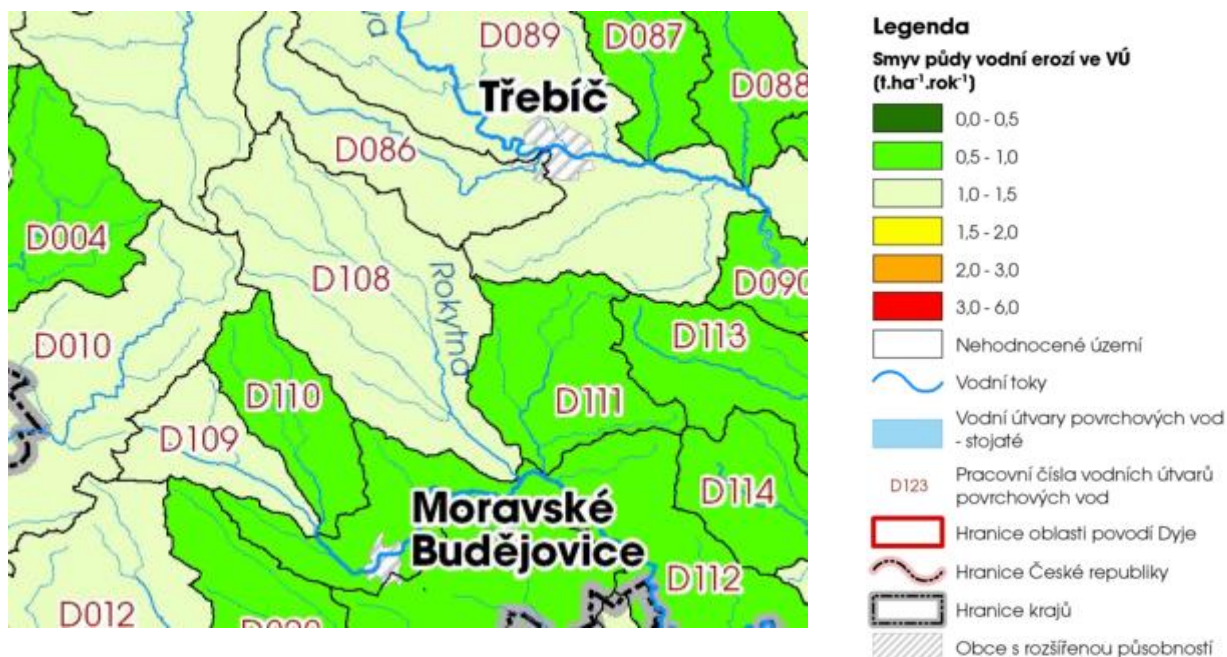 D089
D087
D088
Třebíč
D086
D004
D108
Rokytná
D090
D010
D113
D110
D111
D109
D114
Moravské
Budějovice
D112
D012
Legenda
Smyv půdy vodní erozí ve VÚ
(t.ha⁻¹.rok⁻¹)
0,0 - 0,5
0,5 - 1,0
1,0 - 1,5
1,5 - 2,0
2,0 - 3,0
3,0 - 6,0
Nehodnocené území
Vodní toky
Vodní útvary povrchových vod
- stojaté
D123
Pracovní čísla vodních útvarů
povrchových vod
Hranice oblasti povodí Dyje
Hranice České republiky
Hranice krajů
Obce s rozšířenou působností